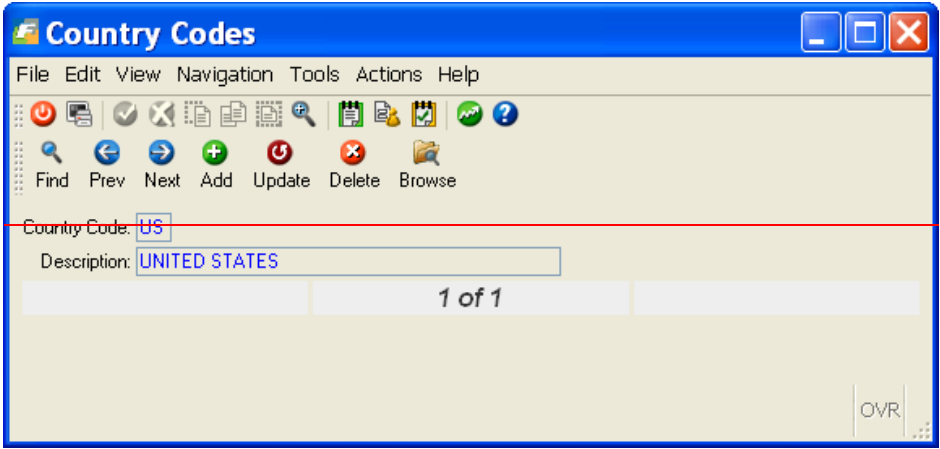 Country Codes
File Edit View Navigation Tools Actions Help
Find Prev Next Add Update Delete Browse
Country Code: US
Description: UNITED STATES
1 of 1
OVR